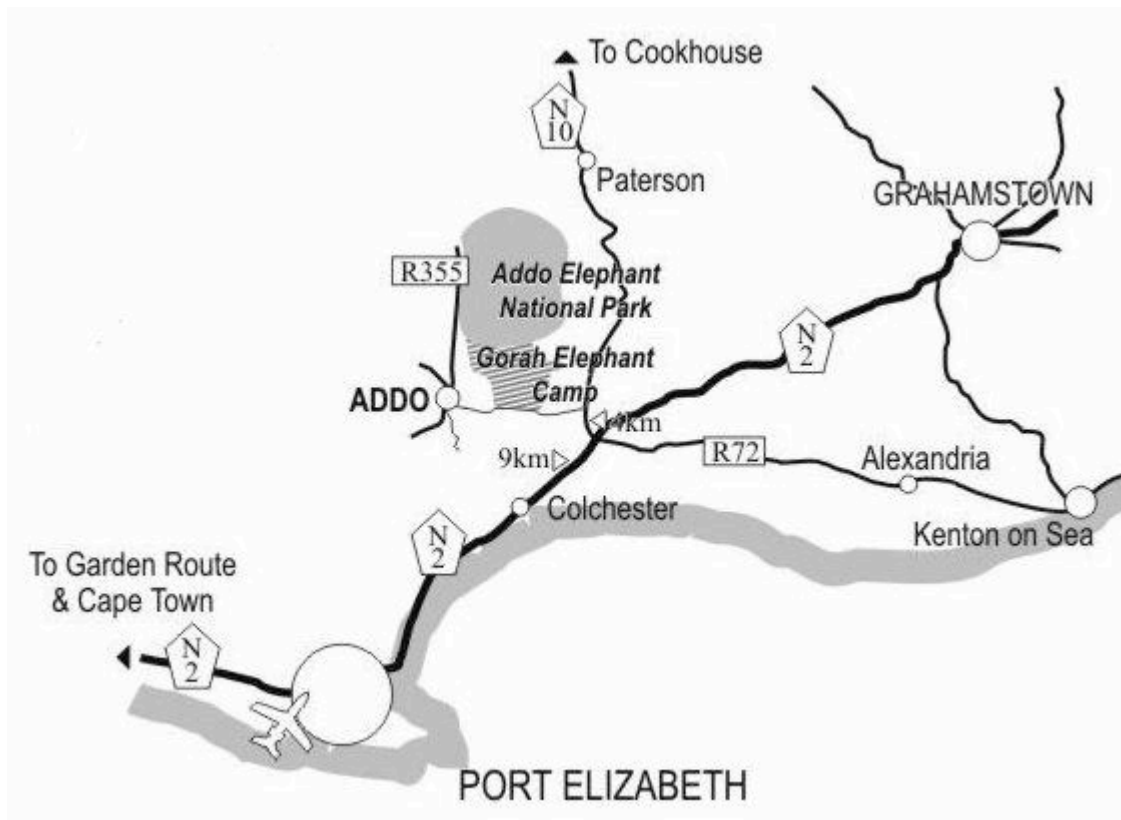 To Cookhouse
N
10
Paterson
GRAHAMSTOWN
R355
Addo Elephant
National Park
N
2
Gorah Elephant
Camp
ADDO
4km
9km
R72
Alexandria
Colchester
Kenton on Sea
N
2
To Garden Route
& Cape Town
N
2
PORT ELIZABETH